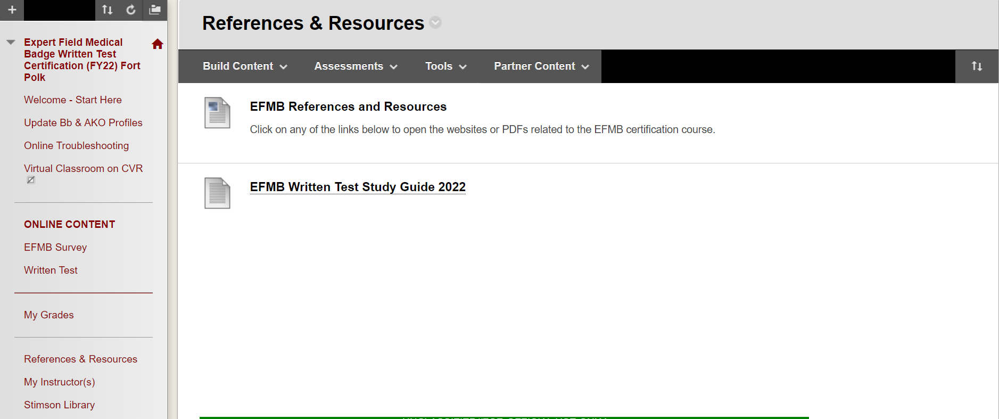 Expert Field Medical
Badge Written Test
Certification (FY22) Fort
Polk
Welcome - Start Here
Update Bb & AKO Profiles
Online Troubleshooting
Virtual Classroom on CVR
ONLINE CONTENT
EFMB Survey
Written Test
My Grades
References & Resources
My Instructor(s)
Stimson Library
References & Resources
Build Content
Assessments
Tools
Partner Content
EFMB References and Resources
Click on any of the links below to open the websites or PDFs related to the EFMB certification course.
EFMB Written Test Study Guide 2022